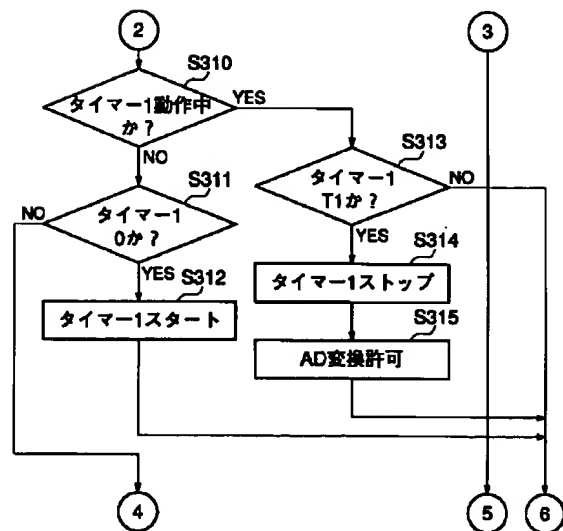 2
3
S310
タイマー1動作中
か?
YES
NO
S311
タイマー1
0か?
NO
YES
S312
タイマー1スタート
S313
タイマー1
T1か?
NO
YES
S314
タイマー1ストップ
S315
AD変換許可
4
5
6